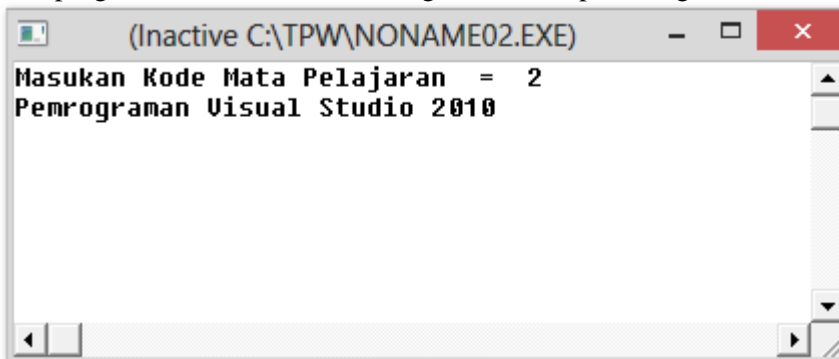 (Inactive C:\TPW\NONAME02.EXE)
Masukan Kode Mata Pelajaran  =  2
Pemrograman Visual Studio 2010